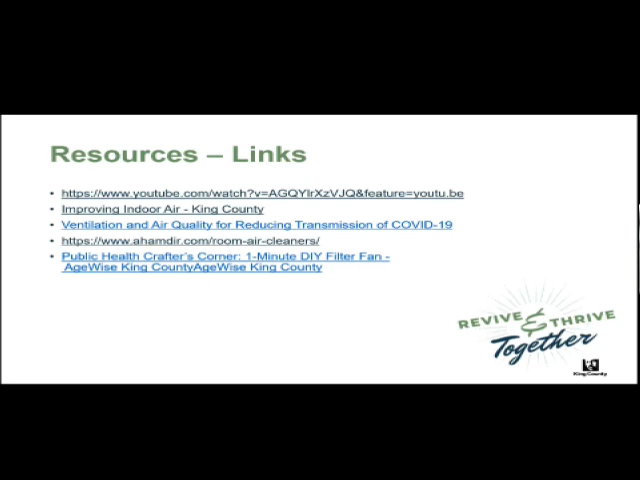 Resources – Links
• https://www.youtube.com/watch?v=AGQYlrXzVJQ&feature=youtu.be
• Improving Indoor Air - King County
• Ventilation and Air Quality for Reducing Transmission of COVID-19
• https://www.ahamdir.com/room-air-cleaners/
• Public Health Crafter's Corner: 1-Minute DIY Filter Fan -
AgeWise King CountyAgeWise King County
REVIVE & THRIVE
Together
King County